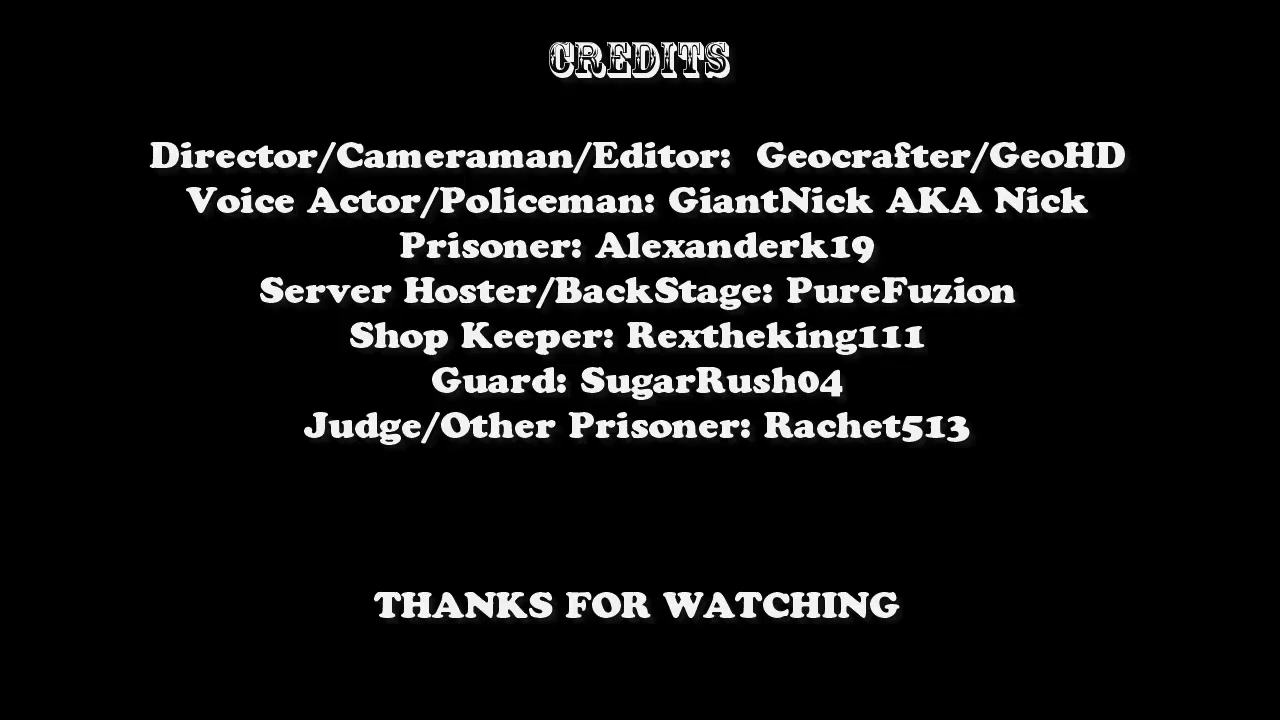 CREDITS
Director/Cameraman/Editor:  Geocrafter/GeoHD
Voice Actor/Policeman: GiantNick AKA Nick
Prisoner: Alexanderk19
Server Hoster/BackStage: PureFuzion
Shop Keeper: Rextheking111
Guard: SugarRush04
Judge/Other Prisoner: Rachet513
THANKS FOR WATCHING